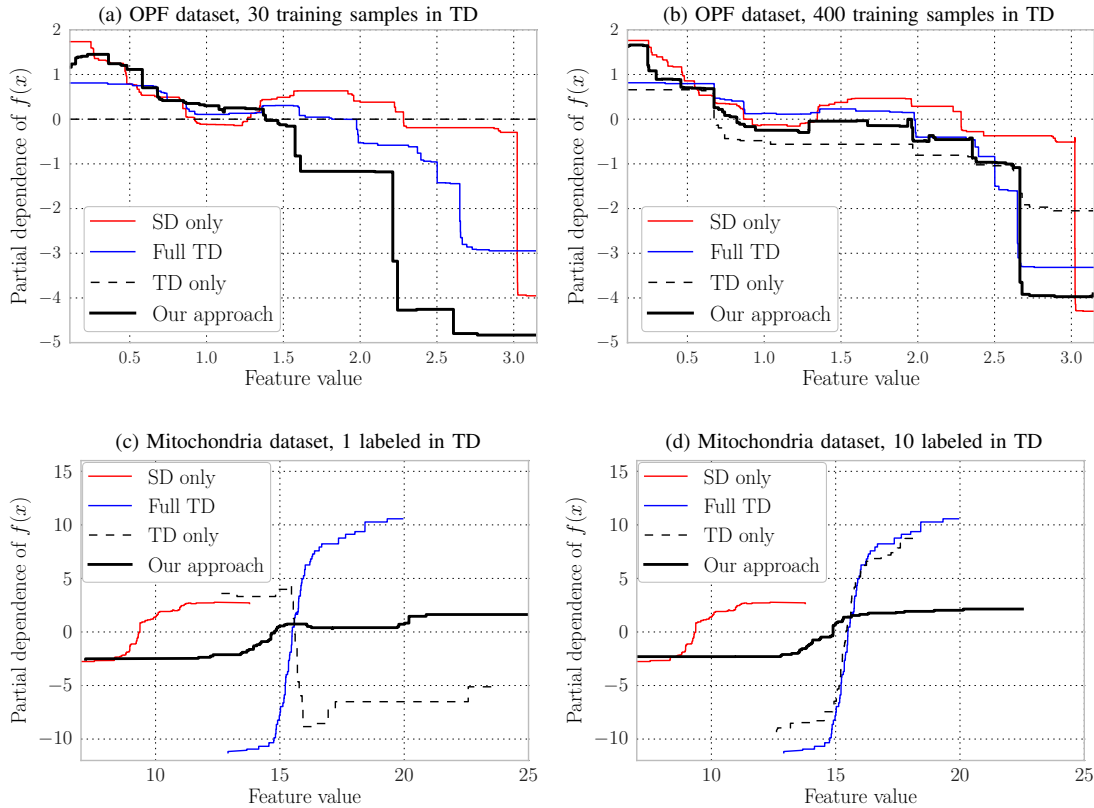 (a) OPF dataset, 30 training samples in TD
Partial dependence of f(x)
2
1
0
−1
−2
−3
−4
−5
SD only
Full TD
TD only
Our approach
0.5 1.0 1.5 2.0 2.5 3.0
Feature value
(b) OPF dataset, 400 training samples in TD
Partial dependence of f(x)
2
1
0
−1
−2
−3
−4
−5
SD only
Full TD
TD only
Our approach
0.5 1.0 1.5 2.0 2.5 3.0
Feature value
(c) Mitochondria dataset, 1 labeled in TD
Partial dependence of f(x)
15
10
5
0
−5
−10
SD only
Full TD
TD only
Our approach
10 15 20 25
Feature value
(d) Mitochondria dataset, 10 labeled in TD
Partial dependence of f(x)
15
10
5
0
−5
−10
SD only
Full TD
TD only
Our approach
10 15 20 25
Feature value